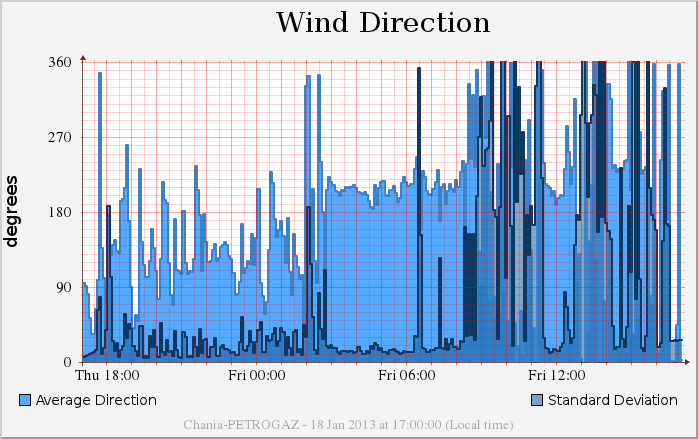 Wind Direction
degrees
360
270
180
90
0
Thu 18:00 Fri 00:00 Fri 06:00 Fri 12:00
Average Direction Standard Deviation
Chania-PETROGAZ - 18 Jan 2013 at 17:00:00 (Local time)